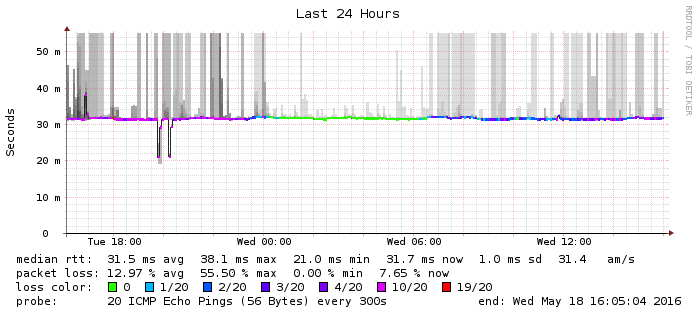 Last 24 Hours
RRDTOOL / TOBI OETIKER
Seconds
50 m
40 m
30 m
20 m
10 m
0
Tue 18:00 Wed 00:00 Wed 06:00 Wed 12:00
median rtt: 31.5 ms avg 38.1 ms max 21.0 ms min 31.7 ms now 1.0 ms sd 31.4 am/s
packet loss: 12.97 % avg 55.50 % max 0.00 % min 7.65 % now
loss color: 0 1/20 2/20 3/20 4/20 10/20 19/20
probe: 20 ICMP Echo Pings (56 Bytes) every 300s end: Wed May 18 16:05:04 2016